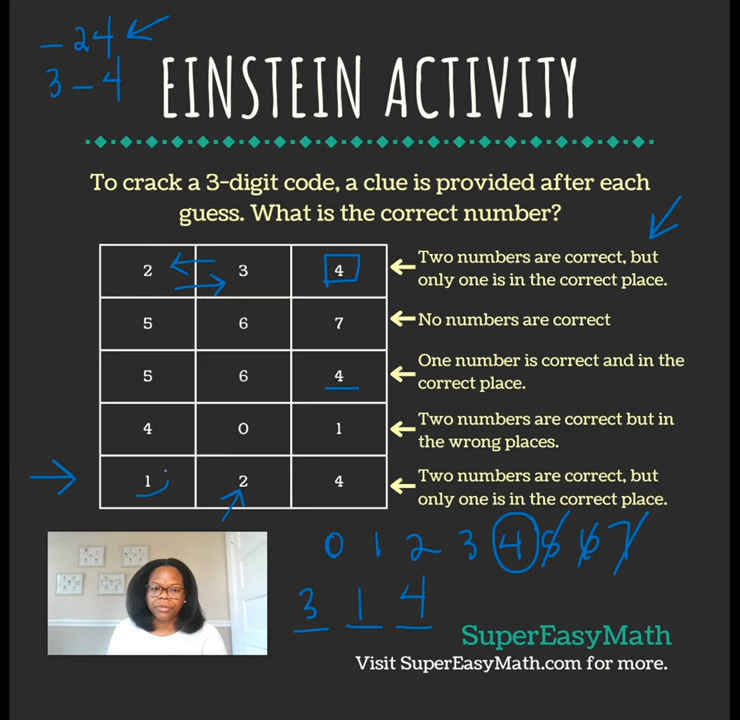 - 24
3 - 4
EINSTEIN ACTIVITY
To crack a 3-digit code, a clue is provided after each
guess. What is the correct number?
2 3 4 Two numbers are correct, but
only one is in the correct place.
5 6 7 No numbers are correct
5 6 4 One number is correct and in the
correct place.
4 0 1 Two numbers are correct but in
the wrong places.
1 2 4 Two numbers are correct, but
only one is in the correct place.
0 1 2 3 4 5 6 7
3 1 4
SuperEasyMath
Visit SuperEasyMath.com for more.